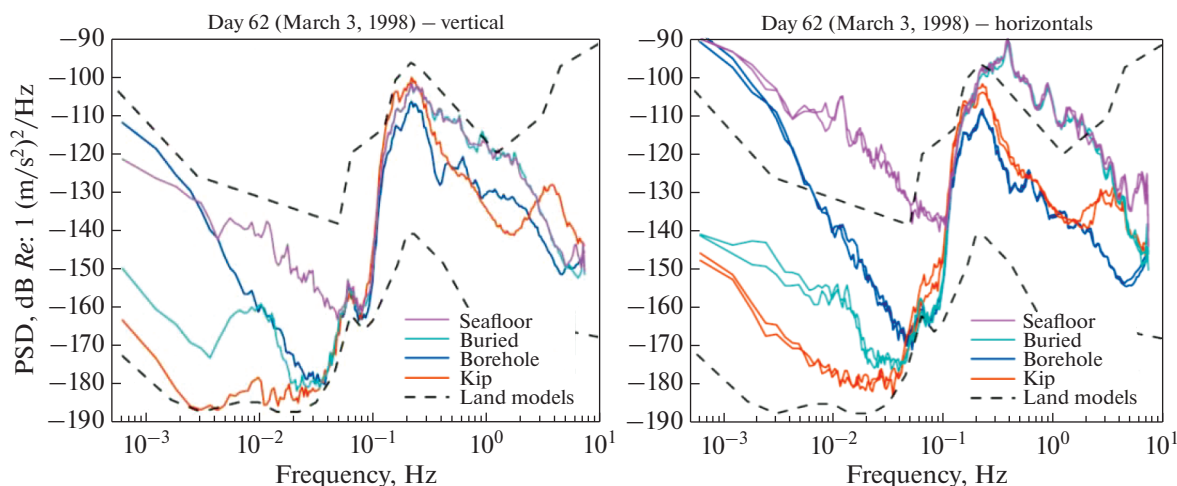 Day 62 (March 3, 1998) – vertical
Day 62 (March 3, 1998) – horizontals
PSD, dB Re: 1 (m/s²)²/Hz
−90
−100
−110
−120
−130
−140
−150
−160
−170
−180
−190
Seafloor
Buried
Borehole
Kip
Land models
10⁻³
10⁻²
10⁻¹
10⁰
10¹
Frequency, Hz
−90
−100
−110
−120
−130
−140
−150
−160
−170
−180
−190
Seafloor
Buried
Borehole
Kip
Land models
10⁻³
10⁻²
10⁻¹
10⁰
10¹
Frequency, Hz